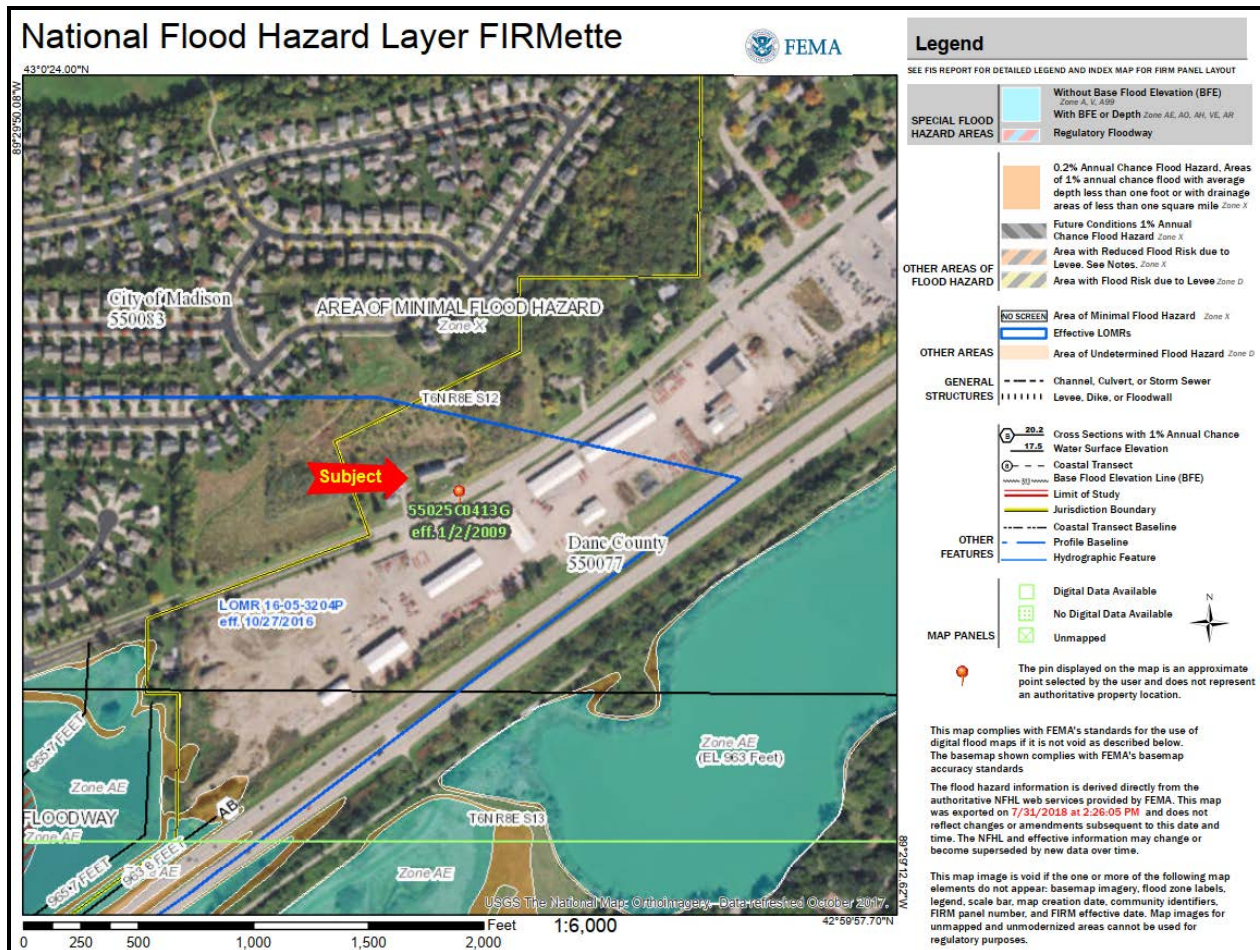 National Flood Hazard Layer FIRMette
FEMA
43°0'24.00"N
89°29'50.08"W
City of Madison
550083
AREA OF MINIMAL FLOOD HAZARD
Zone X
T6N R8E S12
Subject
55025C0413G
eff. 1/2/2009
Dane County
550077
LOMR 16-05-3204P
eff. 10/27/2016
965.7 FEET
Zone AE
FLOODWAY
Zone AE
965.7 FEET
AB
963.6 FEET
Zone AE
(EL 963 Feet)
T6N R8E S13
Zone AE
89°29'12.62"W
USGS The National Map: Orthoimagery. Data refreshed October 2017.
42°59'57.70"N
Feet
1:6,000
0 250 500 1,000 1,500 2,000
Legend
SEE FIS REPORT FOR DETAILED LEGEND AND INDEX MAP FOR FIRM PANEL LAYOUT
SPECIAL FLOOD
HAZARD AREAS
Without Base Flood Elevation (BFE)
Zone A, V, A99
With BFE or Depth Zone AE, AO, AH, VE, AR
Regulatory Floodway
0.2% Annual Chance Flood Hazard, Areas
of 1% annual chance flood with average
depth less than one foot or with drainage
areas of less than one square mile Zone X
Future Conditions 1% Annual
Chance Flood Hazard Zone X
Area with Reduced Flood Risk due to
Levee. See Notes. Zone X
Area with Flood Risk due to Levee Zone D
OTHER AREAS OF
FLOOD HAZARD
NO SCREEN Area of Minimal Flood Hazard Zone X
Effective LOMRs
OTHER AREAS
Area of Undetermined Flood Hazard Zone D
GENERAL
STRUCTURES
Channel, Culvert, or Storm Sewer
Levee, Dike, or Floodwall
B 20.2 Cross Sections with 1% Annual Chance
17.5 Water Surface Elevation
8 Coastal Transect
513 Base Flood Elevation Line (BFE)
Limit of Study
Jurisdiction Boundary
Coastal Transect Baseline
OTHER
FEATURES
Profile Baseline
Hydrographic Feature
MAP PANELS
Digital Data Available
No Digital Data Available
Unmapped
N
The pin displayed on the map is an approximate
point selected by the user and does not represent
an authoritative property location.
This map complies with FEMA's standards for the use of
digital flood maps if it is not void as described below.
The basemap shown complies with FEMA's basemap
accuracy standards
The flood hazard information is derived directly from the
authoritative NFHL web services provided by FEMA. This map
was exported on 7/31/2018 at 2:26:05 PM and does not
reflect changes or amendments subsequent to this date and
time. The NFHL and effective information may change or
become superseded by new data over time.
This map image is void if the one or more of the following map
elements do not appear: basemap imagery, flood zone labels,
legend, scale bar, map creation date, community identifiers,
FIRM panel number, and FIRM effective date. Map images for
unmapped and unmodernized areas cannot be used for
regulatory purposes.